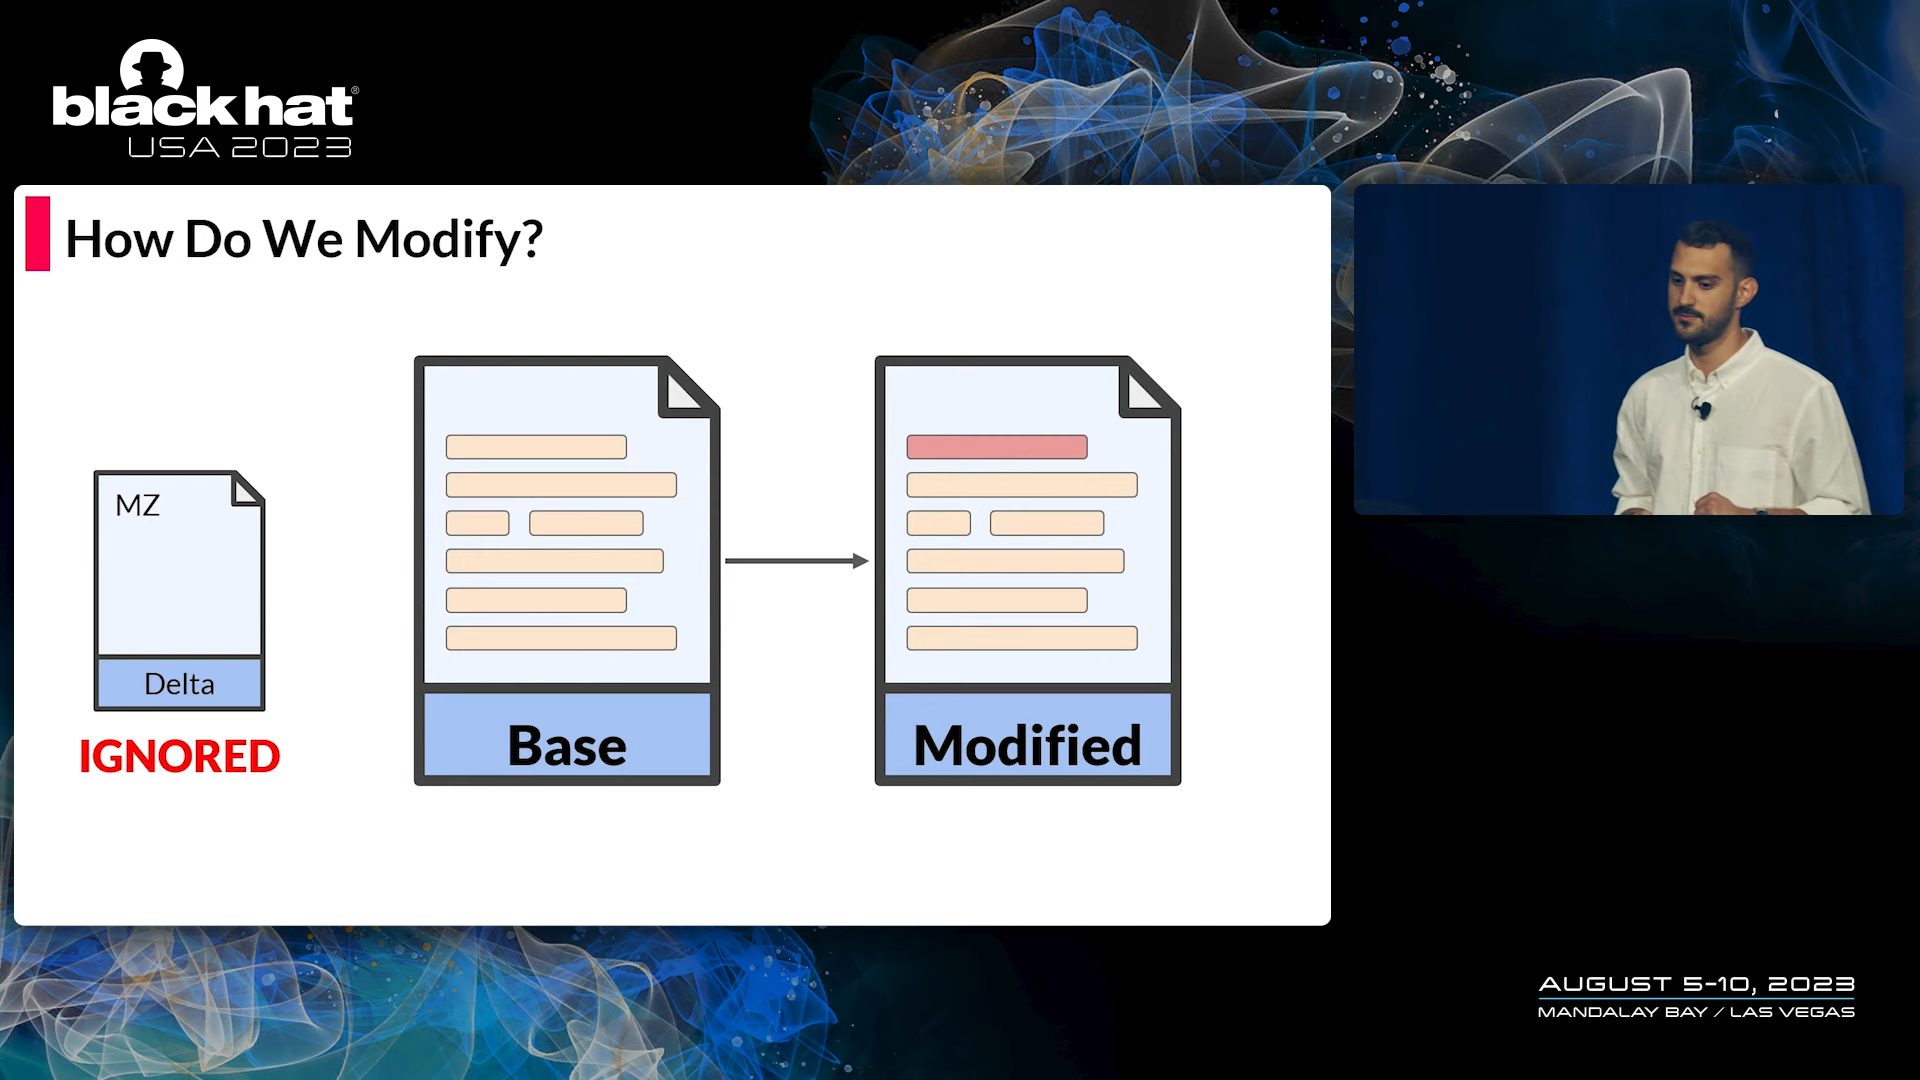 black hat®
USA 2023
How Do We Modify?
MZ
Delta
IGNORED
Base
Modified
AUGUST 5-10, 2023
MANDALAY BAY / LAS VEGAS